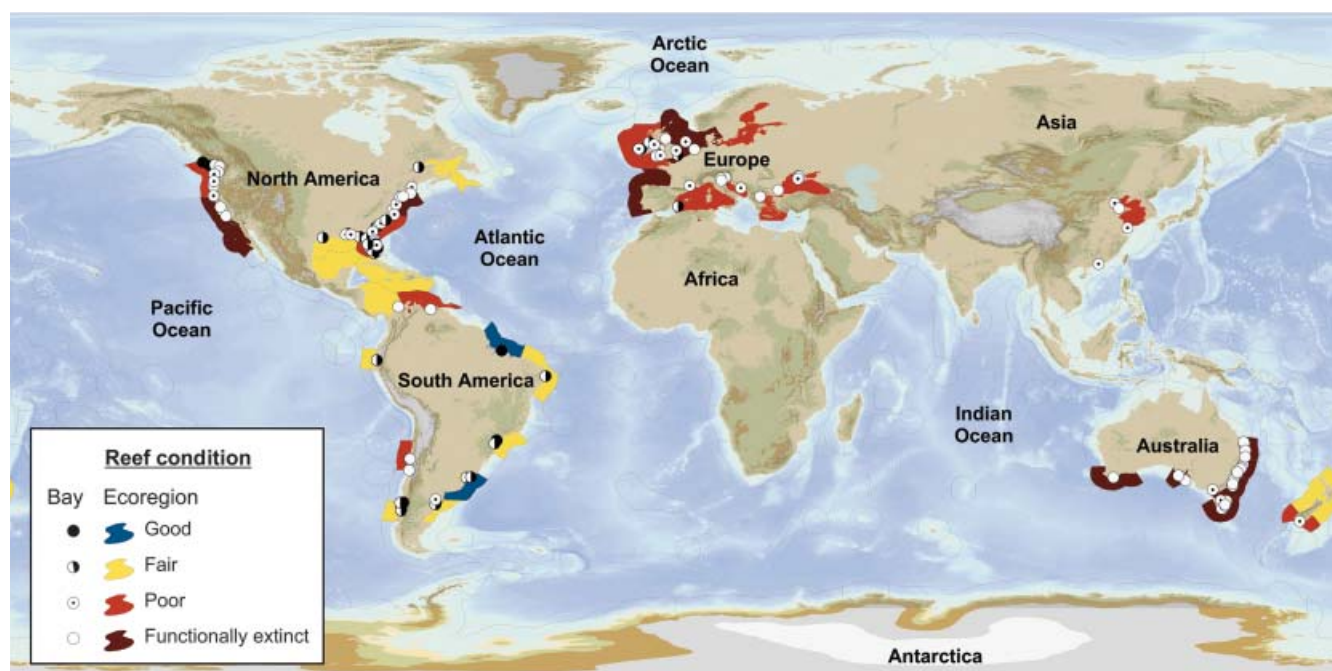 Arctic
Ocean
Asia
Europe
North America
Atlantic
Ocean
Africa
Pacific
Ocean
South America
Indian
Ocean
Australia
Reef condition
Bay Ecoregion
Good
Fair
Poor
Functionally extinct
Antarctica